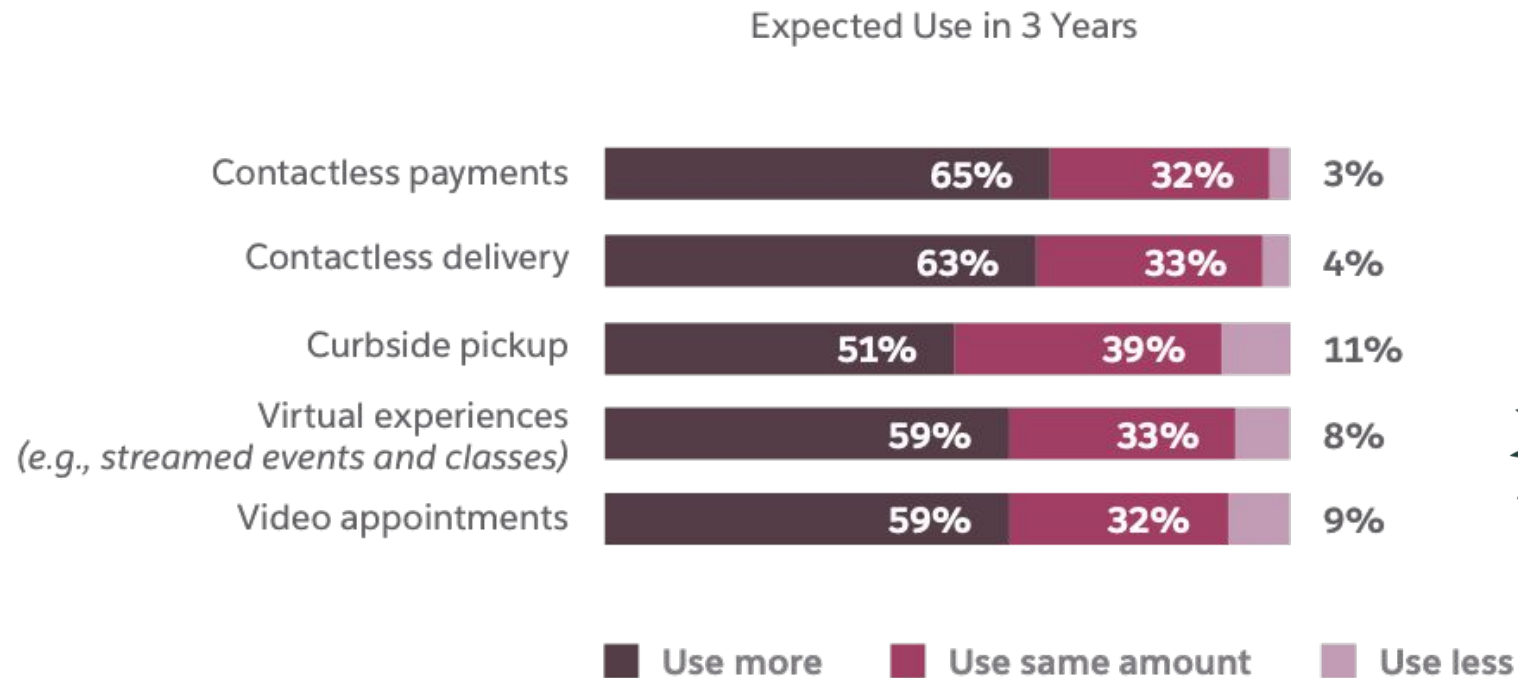 Expected Use in 3 Years
Contactless payments 65% 32% 3%
Contactless delivery 63% 33% 4%
Curbside pickup 51% 39% 11%
Virtual experiences
(e.g., streamed events and classes) 59% 33% 8%
Video appointments 59% 32% 9%
Use more Use same amount Use less